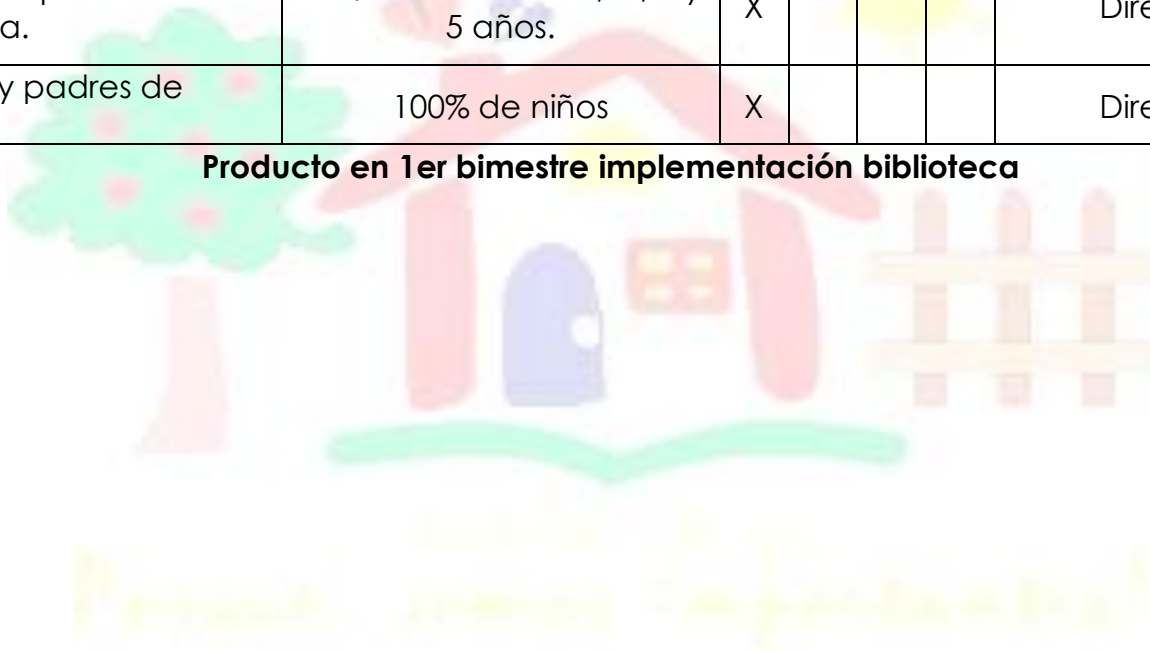 a.
5 años.
X
Dire
y padres de
100% de niños
X
Dire
Producto en 1er bimestre implementación biblioteca